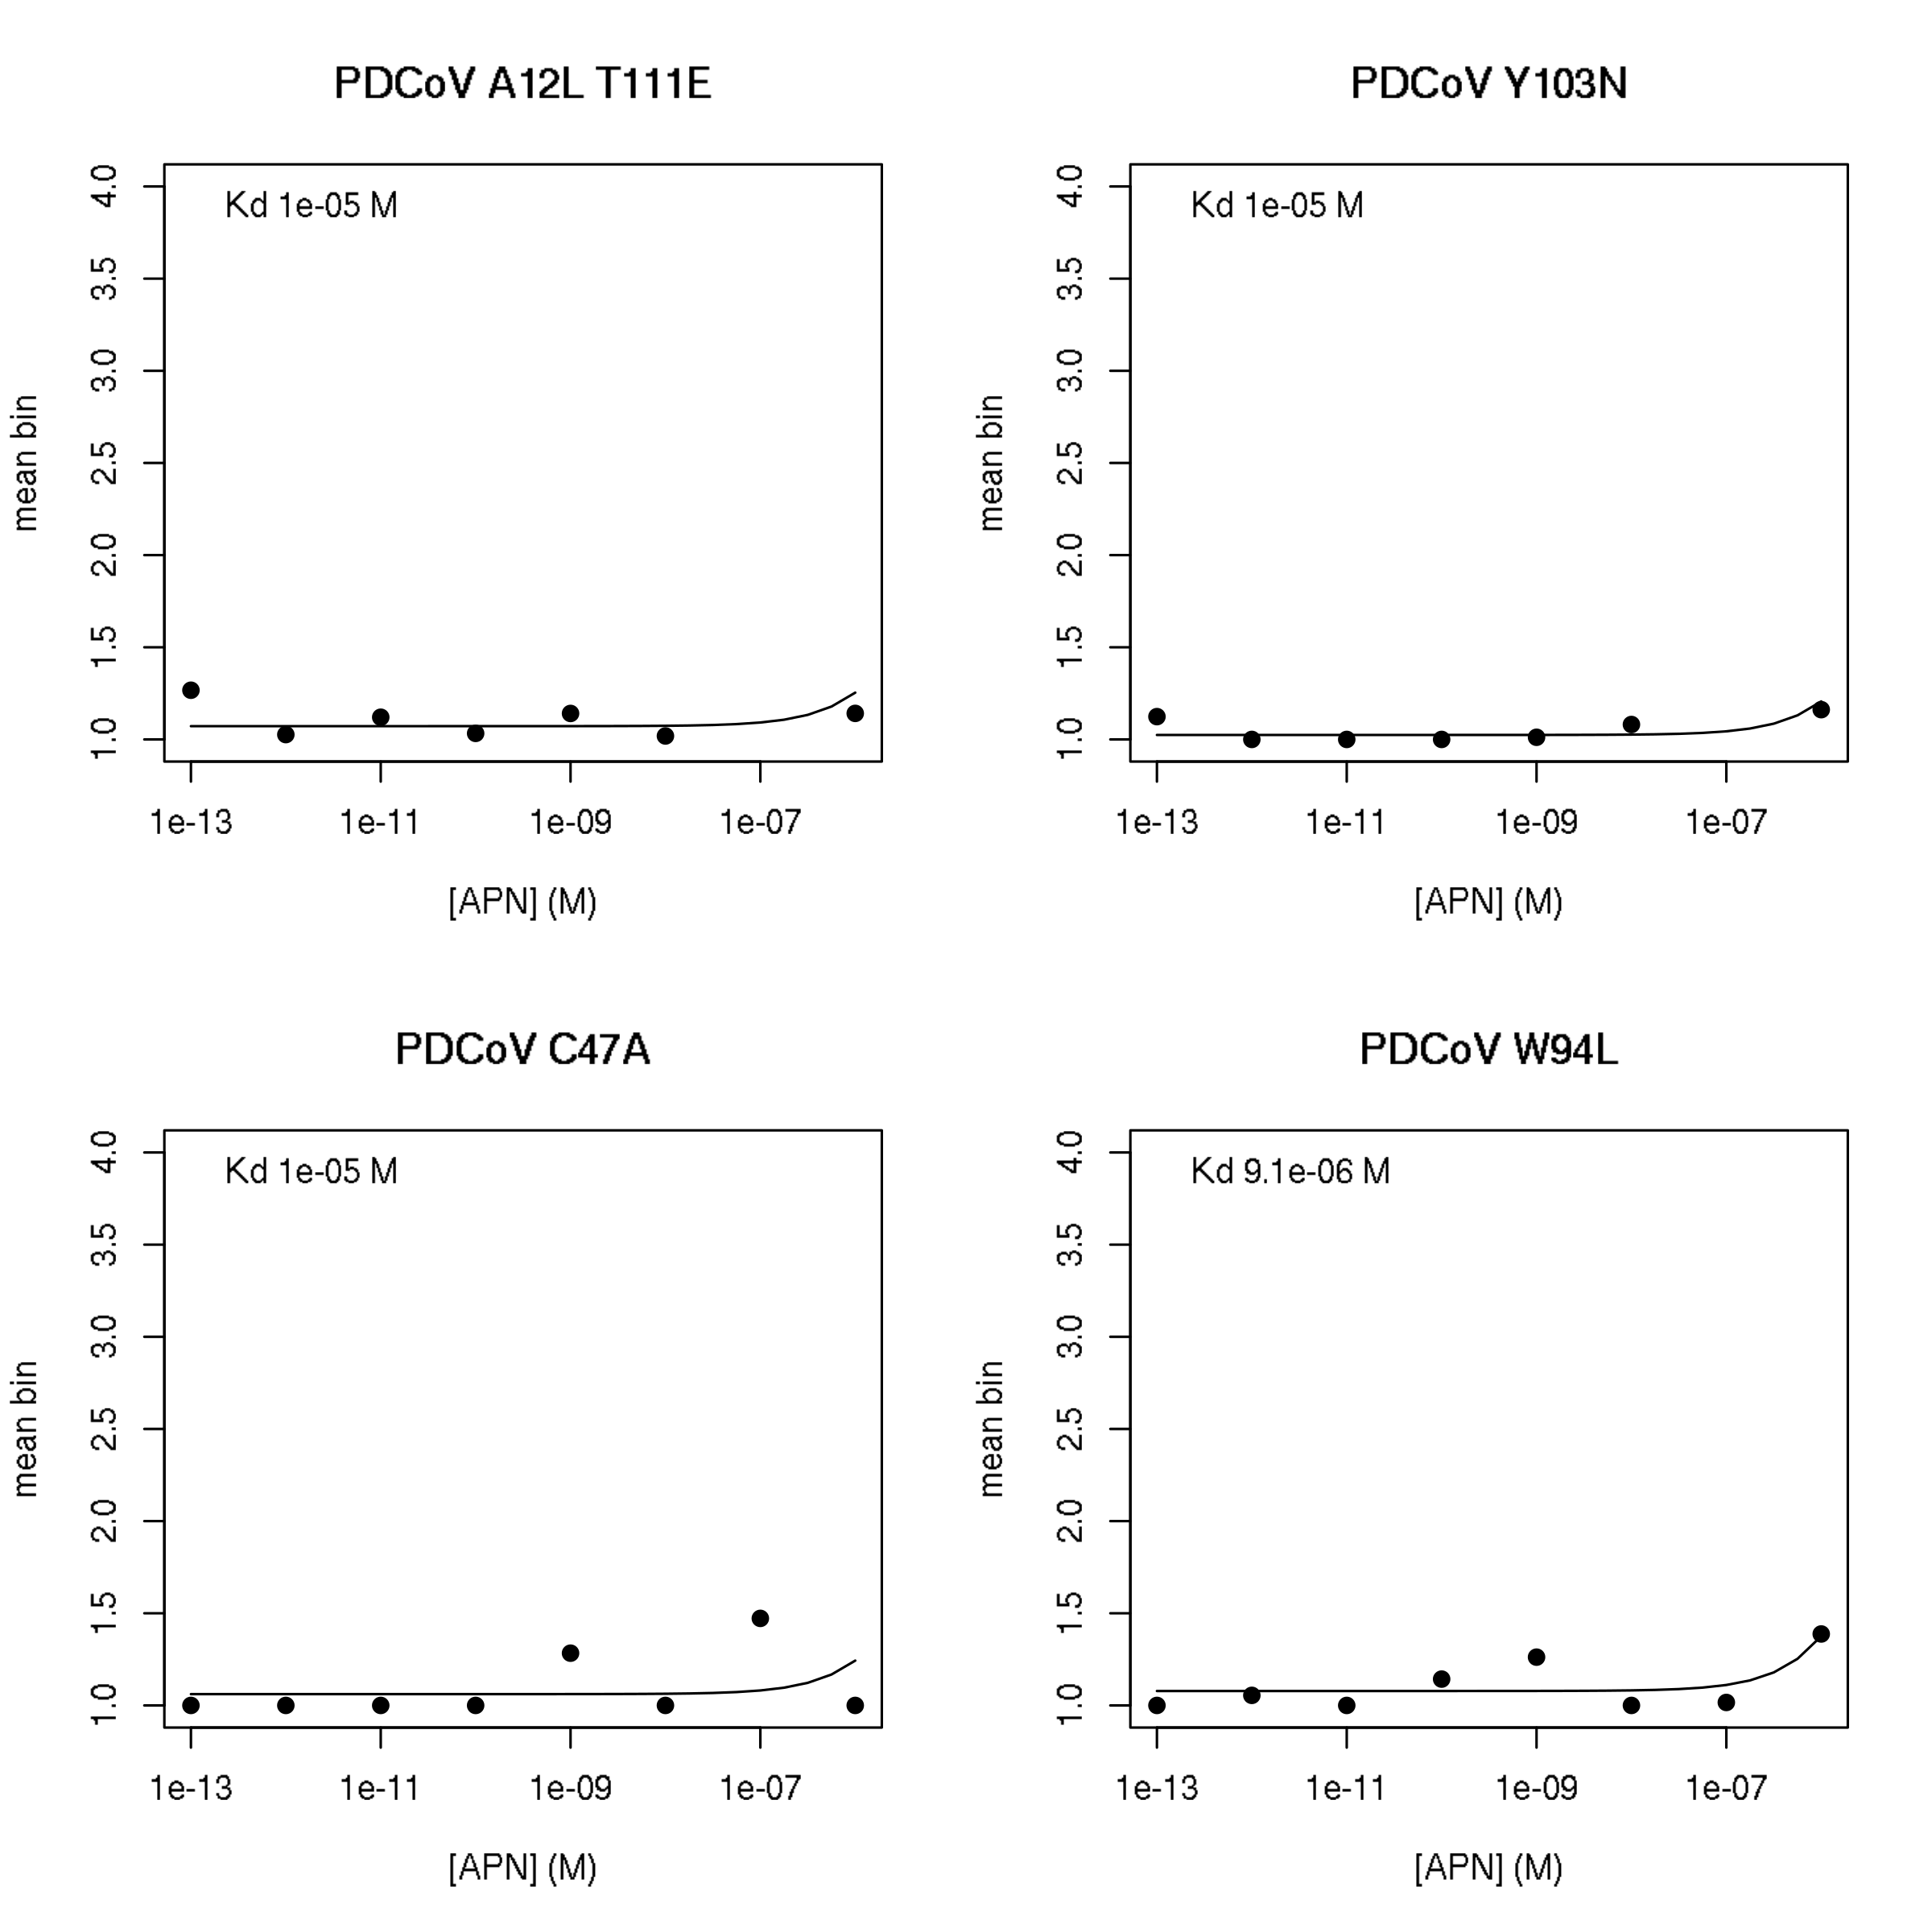 PDCoV A12L T111E
Kd 1e-05 M
mean bin
4.0
3.5
3.0
2.5
2.0
1.5
1.0
1e-13 1e-11 1e-09 1e-07
[APN] (M)
PDCoV Y103N
Kd 1e-05 M
mean bin
4.0
3.5
3.0
2.5
2.0
1.5
1.0
1e-13 1e-11 1e-09 1e-07
[APN] (M)
PDCoV C47A
Kd 1e-05 M
mean bin
4.0
3.5
3.0
2.5
2.0
1.5
1.0
1e-13 1e-11 1e-09 1e-07
[APN] (M)
PDCoV W94L
Kd 9.1e-06 M
mean bin
4.0
3.5
3.0
2.5
2.0
1.5
1.0
1e-13 1e-11 1e-09 1e-07
[APN] (M)